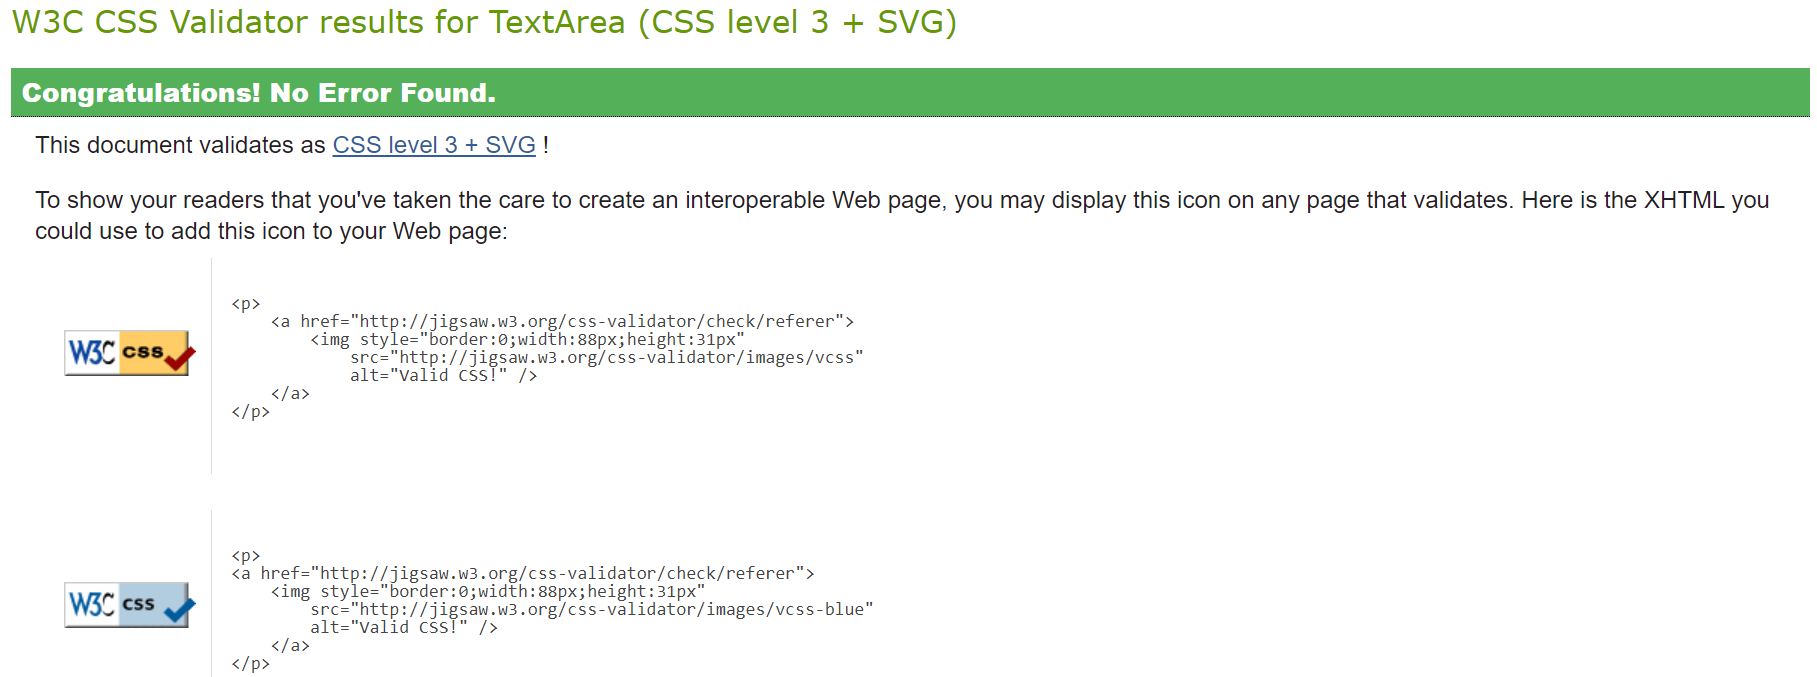 W3C CSS Validator results for TextArea (CSS level 3 + SVG)
Congratulations! No Error Found.
This document validates as CSS level 3 + SVG !
To show your readers that you've taken the care to create an interoperable Web page, you may display this icon on any page that validates. Here is the XHTML you
could use to add this icon to your Web page:
W3C css
<p>
<a href="http://jigsaw.w3.org/css-validator/check/referer">
<img style="border:0;width:88px;height:31px"
src="http://jigsaw.w3.org/css-validator/images/vcss"
alt="Valid CSS!" />
</a>
</p>
W3C css
<p>
<a href="http://jigsaw.w3.org/css-validator/check/referer">
<img style="border:0;width:88px;height:31px"
src="http://jigsaw.w3.org/css-validator/images/vcss-blue"
alt="Valid CSS!" />
</a>
</p>